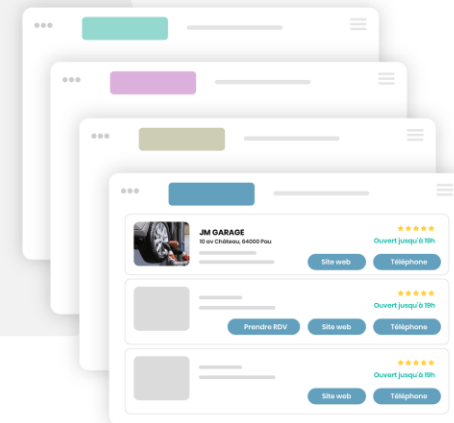 JM GARAGE
10 av Château, 64000 Pau
Ouvert jusqu'à 19h
Site web
Téléphone
Ouvert jusqu'à 19h
Prendre RDV
Site web
Téléphone
Ouvert jusqu'à 19h
Site web
Téléphone